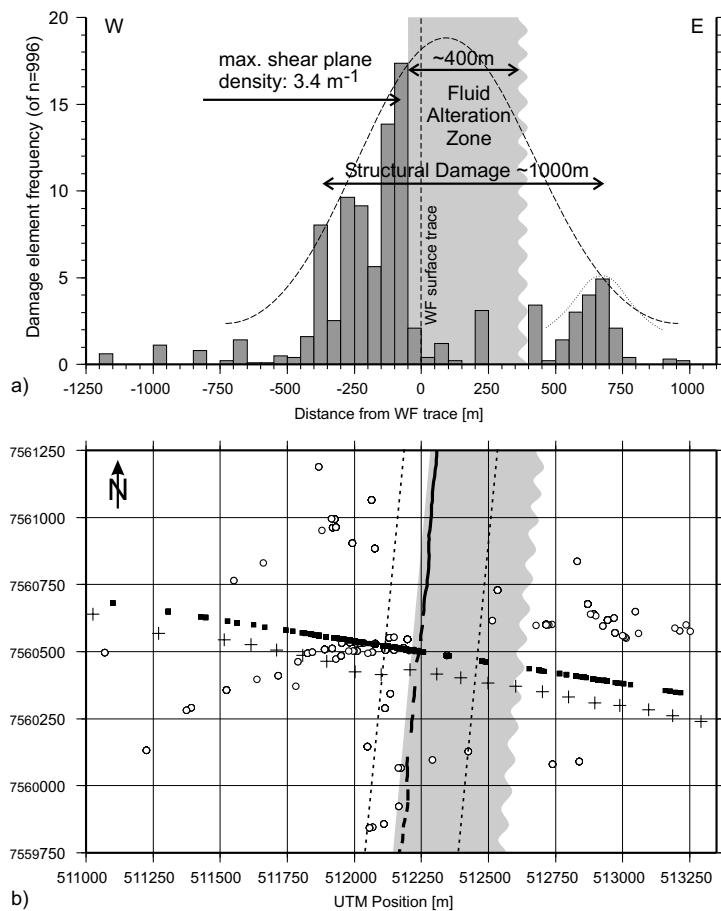 W
E
max. shear plane
density: 3.4 m-1
~400m
Fluid
Alteration
Zone
Structural Damage ~1000m
WF surface trace
Damage element frequency (of n=996)
20
15
10
5
0
-1250 -1000 -750 -500 -250 0 250 500 750 1000
Distance from WF trace [m]
a)
N
7561250
7561000
7560750
7560500
7560250
7560000
7559750
511000 511250 511500 511750 512000 512250 512500 512750 513000 513250
UTM Position [m]
b)